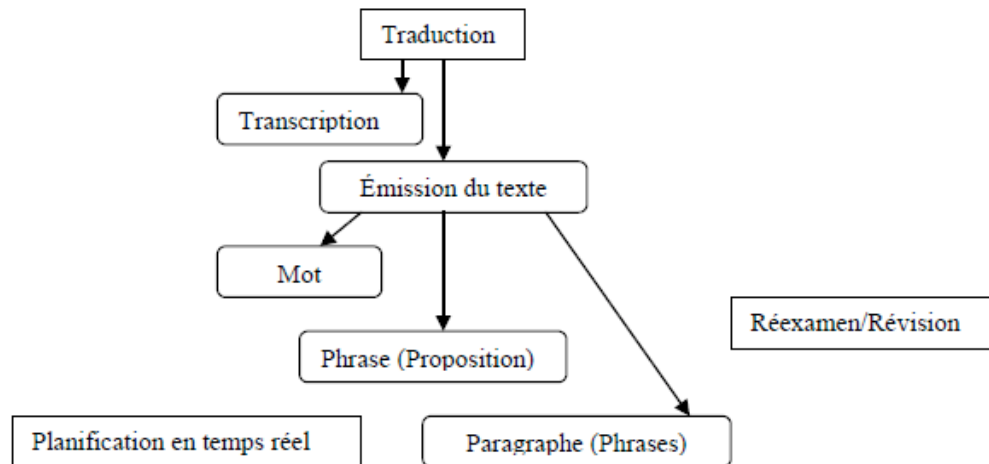 Traduction
Transcription
Émission du texte
Mot
Réexamen/Révision
Phrase (Proposition)
Planification en temps réel
Paragraphe (Phrases)